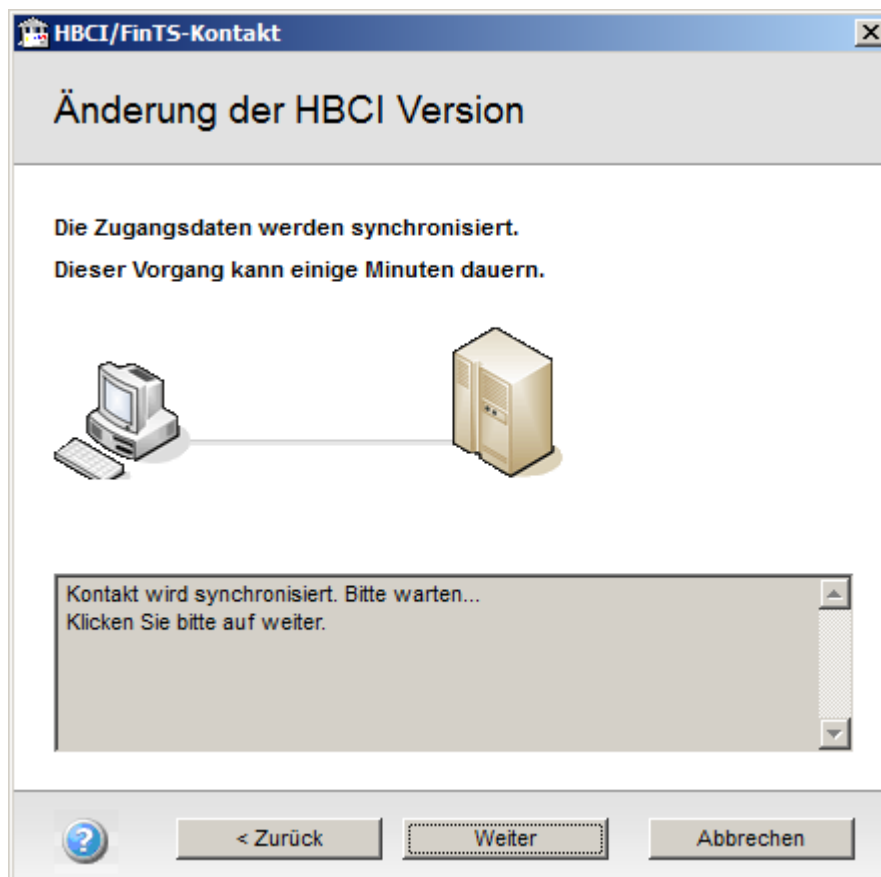 HBCI/FinTS-Kontakt
Änderung der HBCI Version
Die Zugangsdaten werden synchronisiert.
Dieser Vorgang kann einige Minuten dauern.
Kontakt wird synchronisiert. Bitte warten...
Klicken Sie bitte auf weiter.
< Zurück
Weiter
Abbrechen